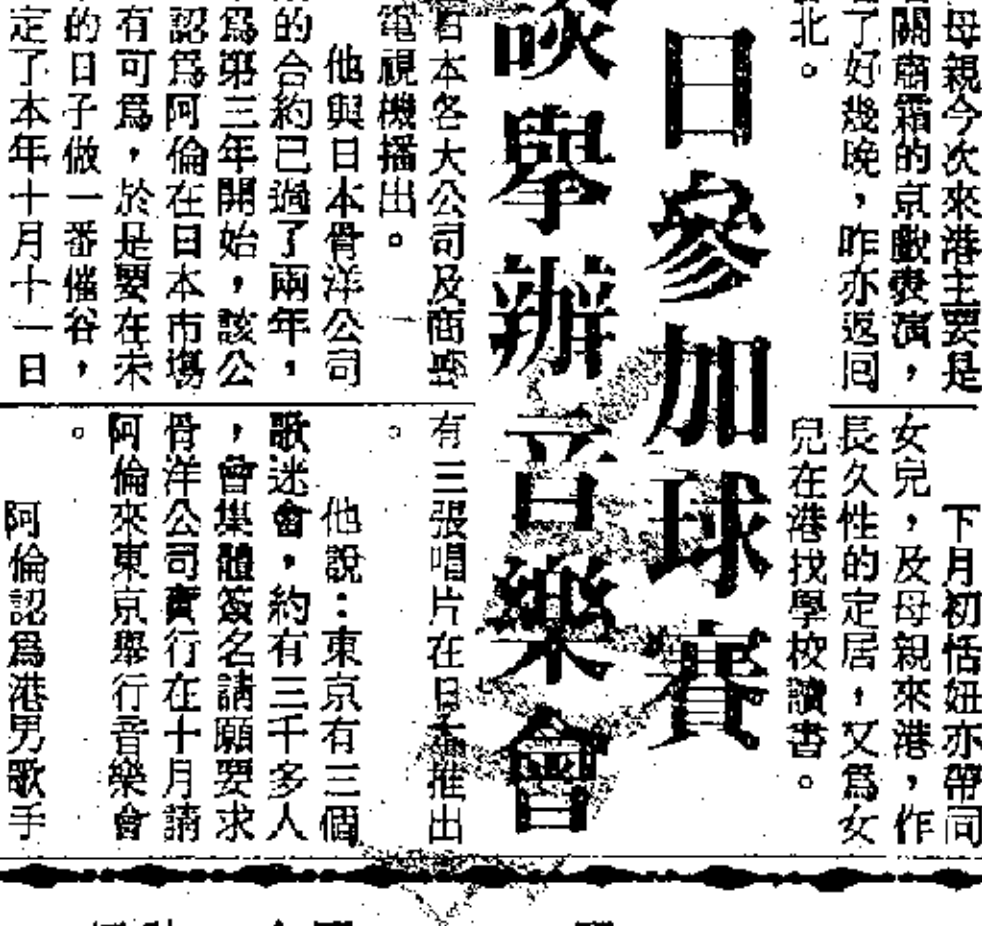 母親今次來港主要是
關肅霜的京戲表演，
了好幾晚，昨亦返回
北。
下月初恬妞亦帶同
女兒，及母親來港，作
長久性的定居，又爲女
兒在港找學校讀書。
日參加球賽
談舉辦音樂會
本各大公司及商塲
電視機播出。
他與日本骨洋公司
的合約已過了兩年，
爲第三年開始，該公
認爲阿倫在日本市塲
有可爲，於是要在未
的日子做一番催谷，
定了本年十月十一日
有三張唱片在日本推出
。
他說：東京有三個
歌迷會，約有三千多人
，曾集體簽名請願要求
骨洋公司實行在十月請
阿倫來東京舉行音樂會
。
阿倫認爲港男歌手